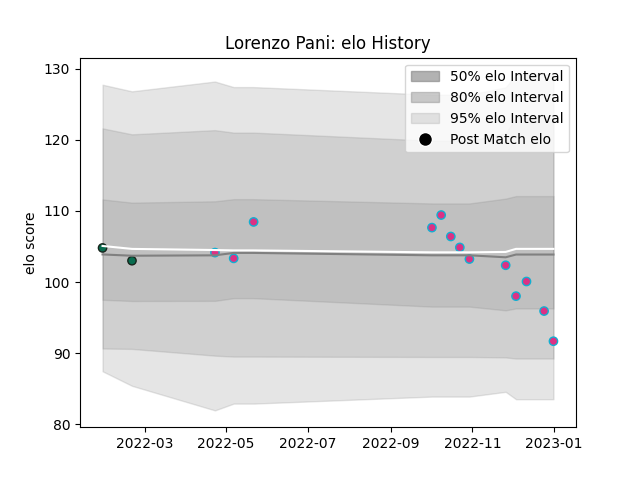 Lorenzo Pani: elo History
50% elo Interval
80% elo Interval
95% elo Interval
Post Match elo
elo score
130
120
110
100
90
80
2022-03
2022-05
2022-07
2022-09
2022-11
2023-01